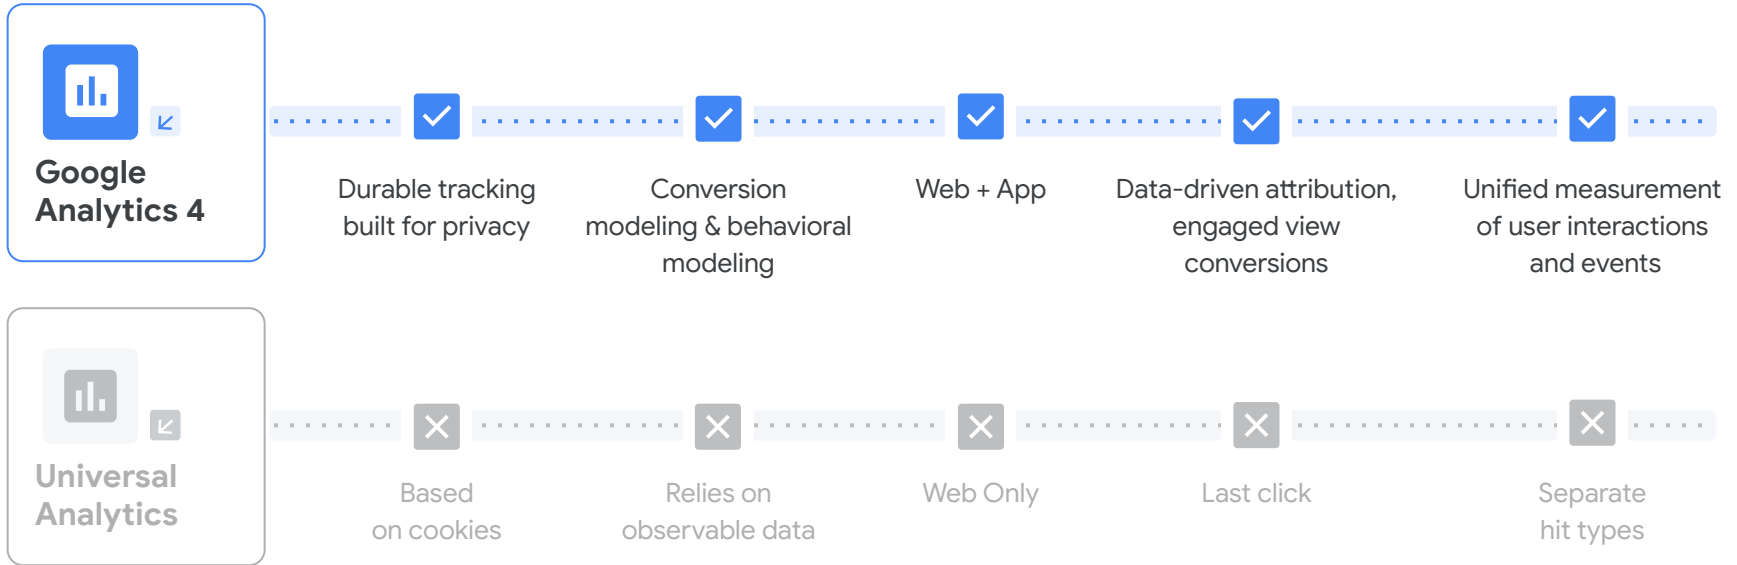 Google
Analytics 4
Durable tracking
built for privacy
Conversion
modeling & behavioral
modeling
Web + App
Data-driven attribution,
engaged view
conversions
Unified measurement
of user interactions
and events
Universal
Analytics
Based
on cookies
Relies on
observable data
Web Only
Last click
Separate
hit types